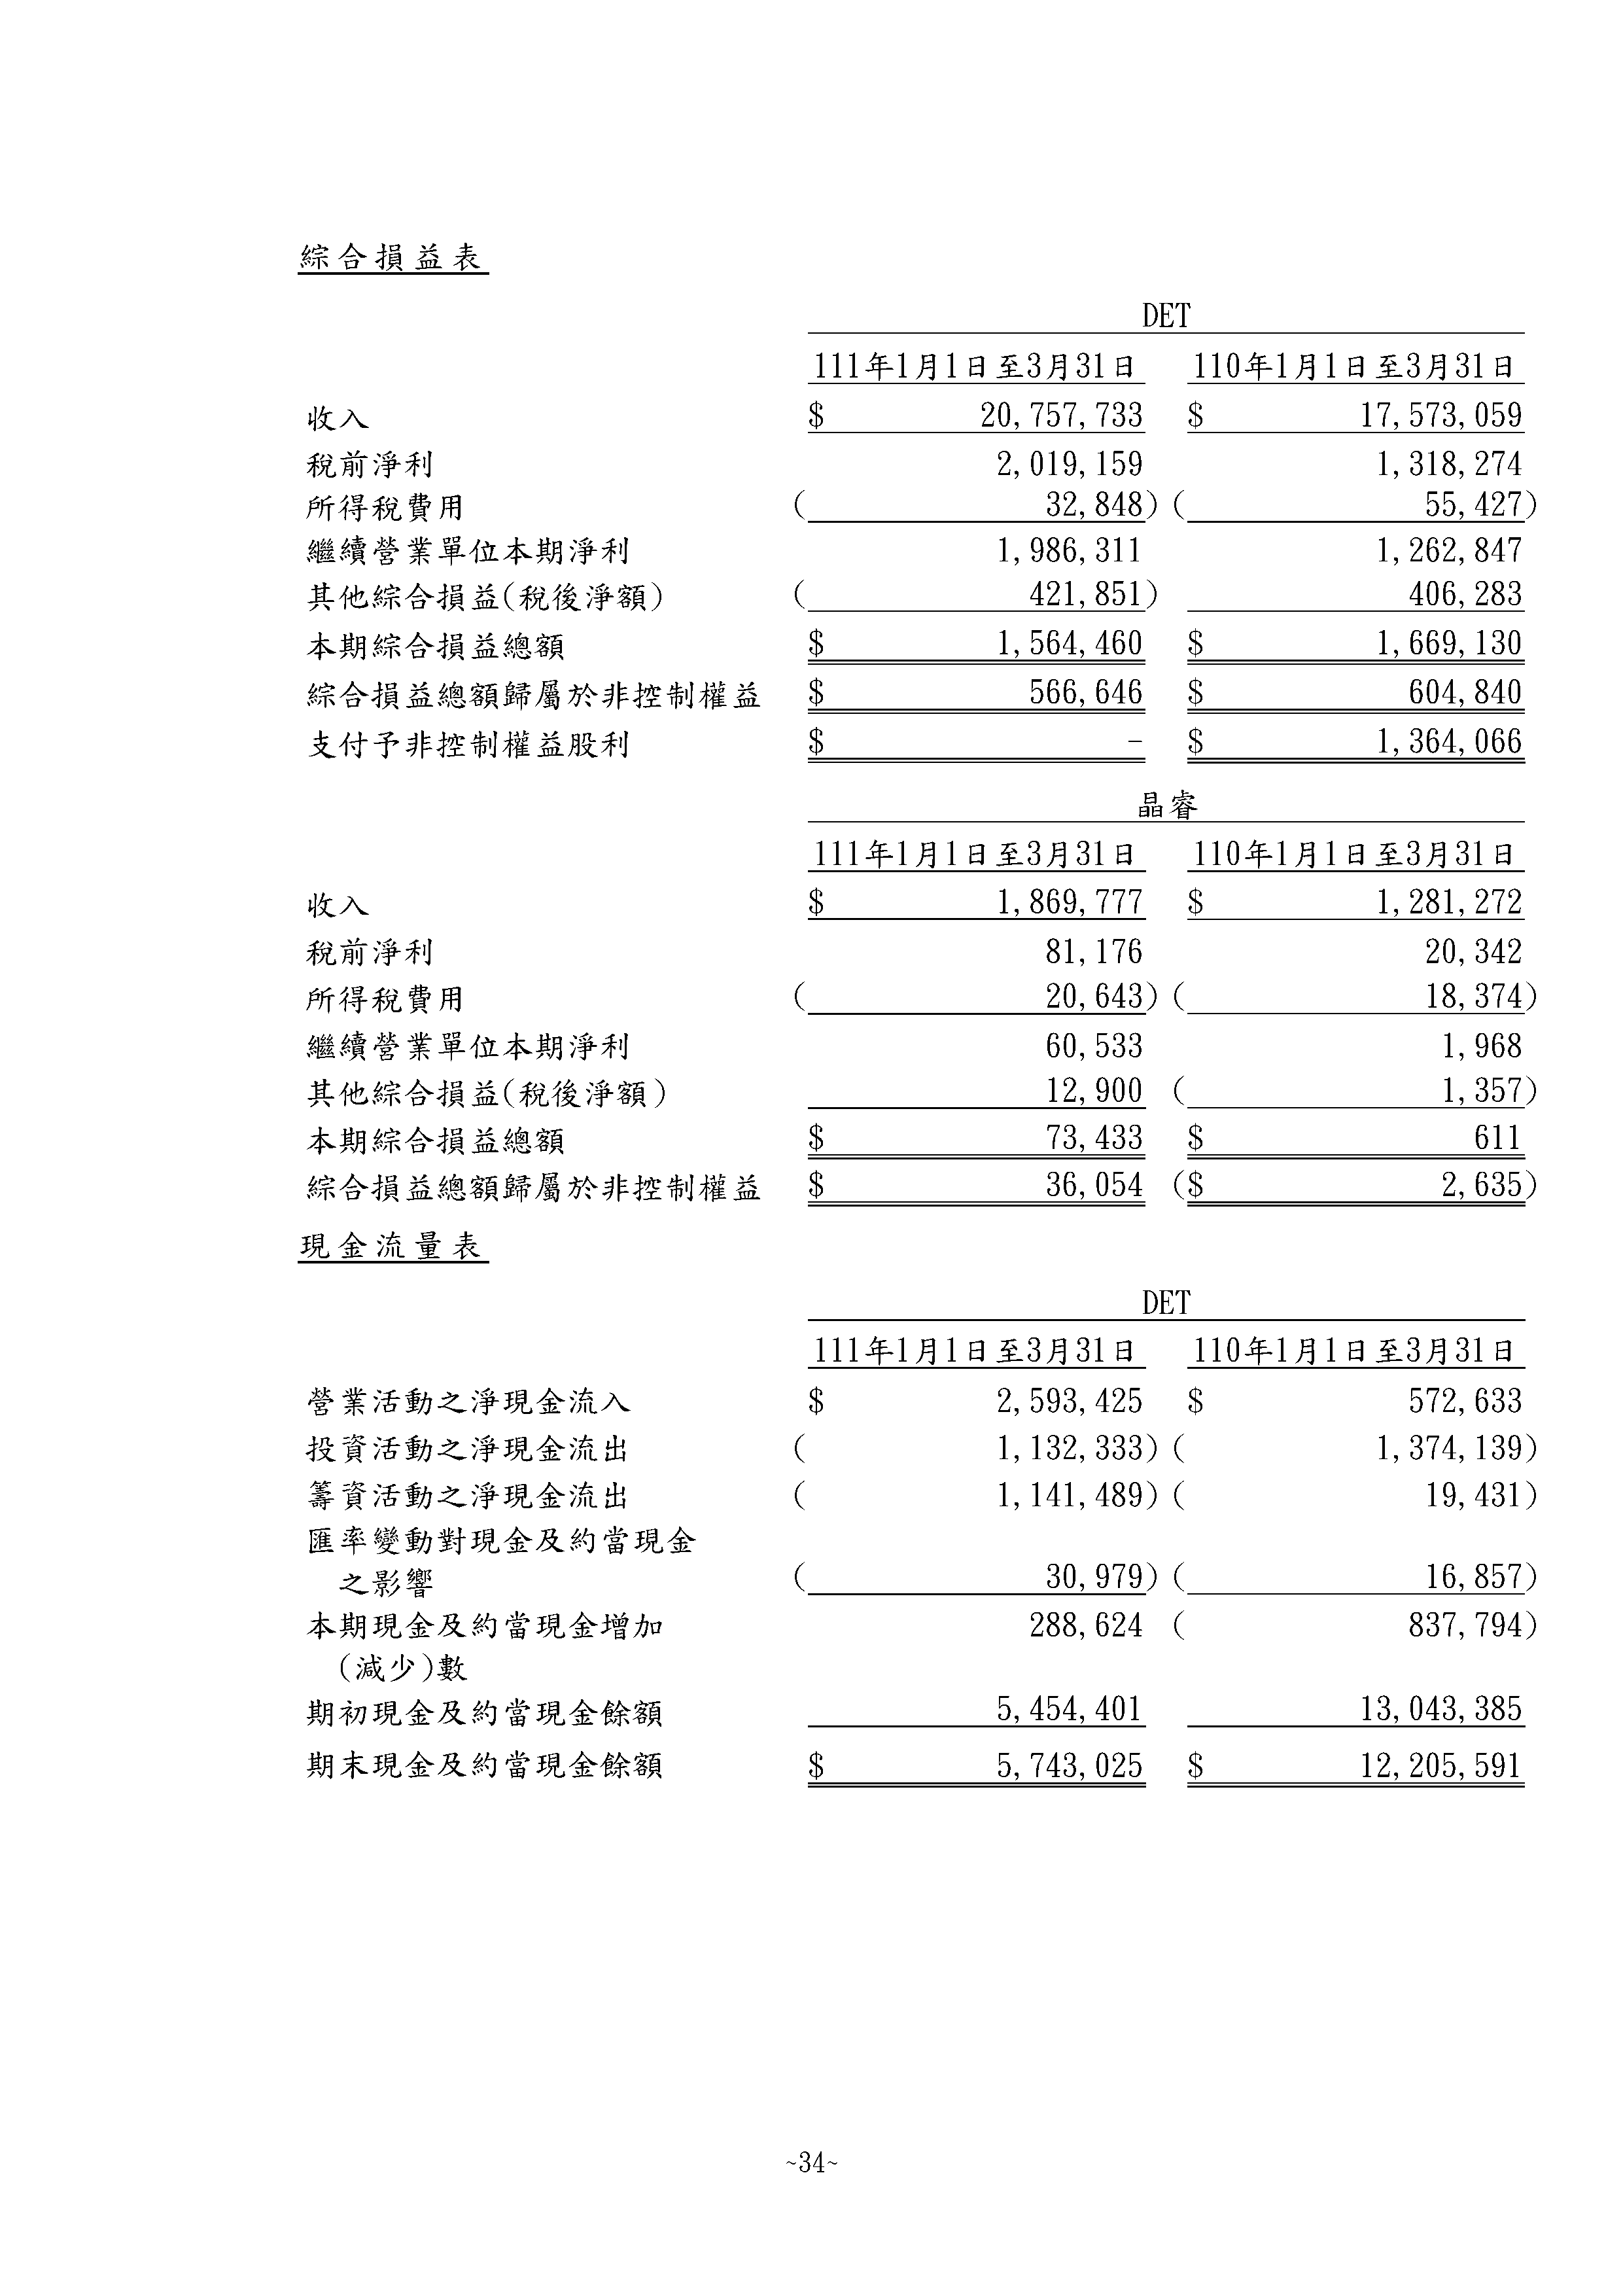 綜合損益表
DET
111年1月1日至3月31日 110年1月1日至3月31日
收入 $ 20,757,733 $ 17,573,059
稅前淨利 2,019,159 1,318,274
所得稅費用 ( 32,848) ( 55,427)
繼續營業單位本期淨利 1,986,311 1,262,847
其他綜合損益(稅後淨額) ( 421,851) 406,283
本期綜合損益總額 $ 1,564,460 $ 1,669,130
綜合損益總額歸屬於非控制權益 $ 566,646 $ 604,840
支付予非控制權益股利 $ - $ 1,364,066
晶睿
111年1月1日至3月31日 110年1月1日至3月31日
收入 $ 1,869,777 $ 1,281,272
稅前淨利 81,176 20,342
所得稅費用 ( 20,643) ( 18,374)
繼續營業單位本期淨利 60,533 1,968
其他綜合損益(稅後淨額) 12,900 ( 1,357)
本期綜合損益總額 $ 73,433 $ 611
綜合損益總額歸屬於非控制權益 $ 36,054 ($ 2,635)
現金流量表
DET
111年1月1日至3月31日 110年1月1日至3月31日
營業活動之淨現金流入 $ 2,593,425 $ 572,633
投資活動之淨現金流出 ( 1,132,333) ( 1,374,139)
籌資活動之淨現金流出 ( 1,141,489) ( 19,431)
匯率變動對現金及約當現金
之影響 ( 30,979) ( 16,857)
本期現金及約當現金增加 288,624 ( 837,794)
(減少)數
期初現金及約當現金餘額 5,454,401 13,043,385
期末現金及約當現金餘額 $ 5,743,025 $ 12,205,591
~34~